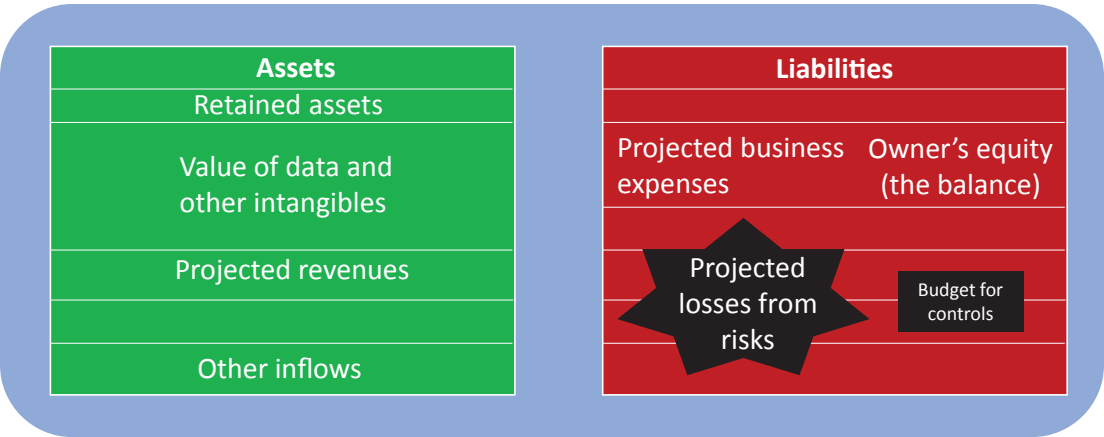 Assets
Retained assets
Value of data and
other intangibles
Projected revenues
Other inflows
Liabilities
Projected business
expenses
Owner’s equity
(the balance)
Projected
losses from
risks
Budget for
controls